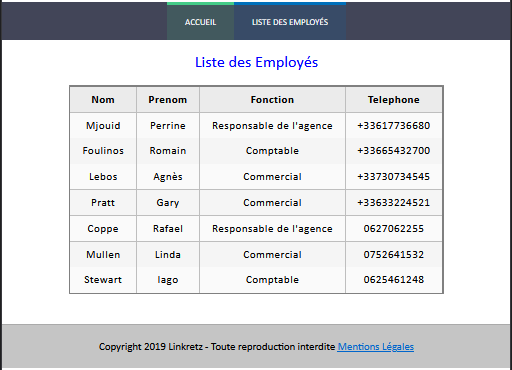 ACCUEIL LISTE DES EMPLOYÉS
Liste des Employés
Nom Prenom Fonction Telephone
Mjouid Perrine Responsable de l'agence +33617736680
Foulinos Romain Comptable +33665432700
Lebos Agnès Commercial +33730734545
Pratt Gary Commercial +33633224521
Coppe Rafael Responsable de l'agence 0627062255
Mullen Linda Commercial 0752641532
Stewart Iago Comptable 0625461248
Copyright 2019 Linkretz - Toute reproduction interdite Mentions Légales